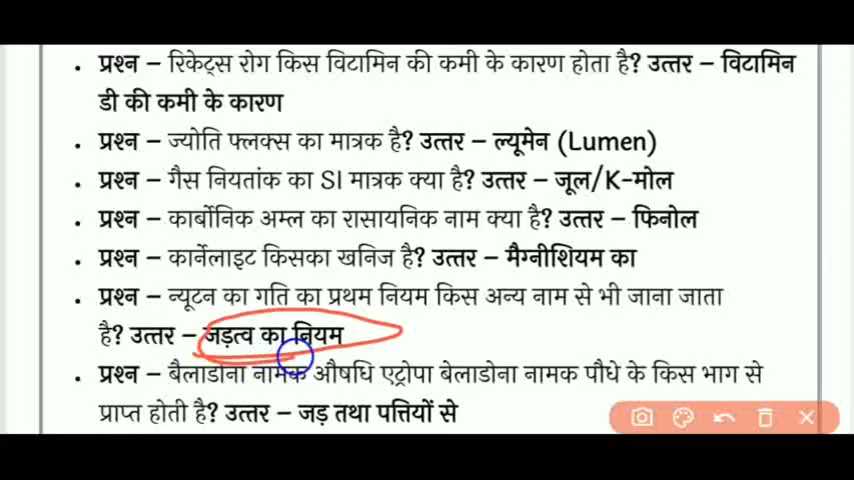 • प्रश्न – रिकेट्स रोग किस विटामिन की कमी के कारण होता है? उत्तर – विटामिन
डी की कमी के कारण
• प्रश्न – ज्योति फ्लक्स का मात्रक है? उत्तर – ल्यूमेन (Lumen)
• प्रश्न – गैस नियतांक का SI मात्रक क्या है? उत्तर – जूल/K-मोल
• प्रश्न – कार्बोनिक अम्ल का रासायनिक नाम क्या है? उत्तर – फिनोल
• प्रश्न – कार्नेलाइट किसका खनिज है? उत्तर – मैग्नीशियम का
• प्रश्न – न्यूटन का गति का प्रथम नियम किस अन्य नाम से भी जाना जाता
है? उत्तर – जड़त्व का नियम
• प्रश्न – बैलाडोना नामक औषधि एट्रोपा बेलाडोना नामक पौधे के किस भाग से
प्राप्त होती है? उत्तर – जड़ तथा पत्तियों से